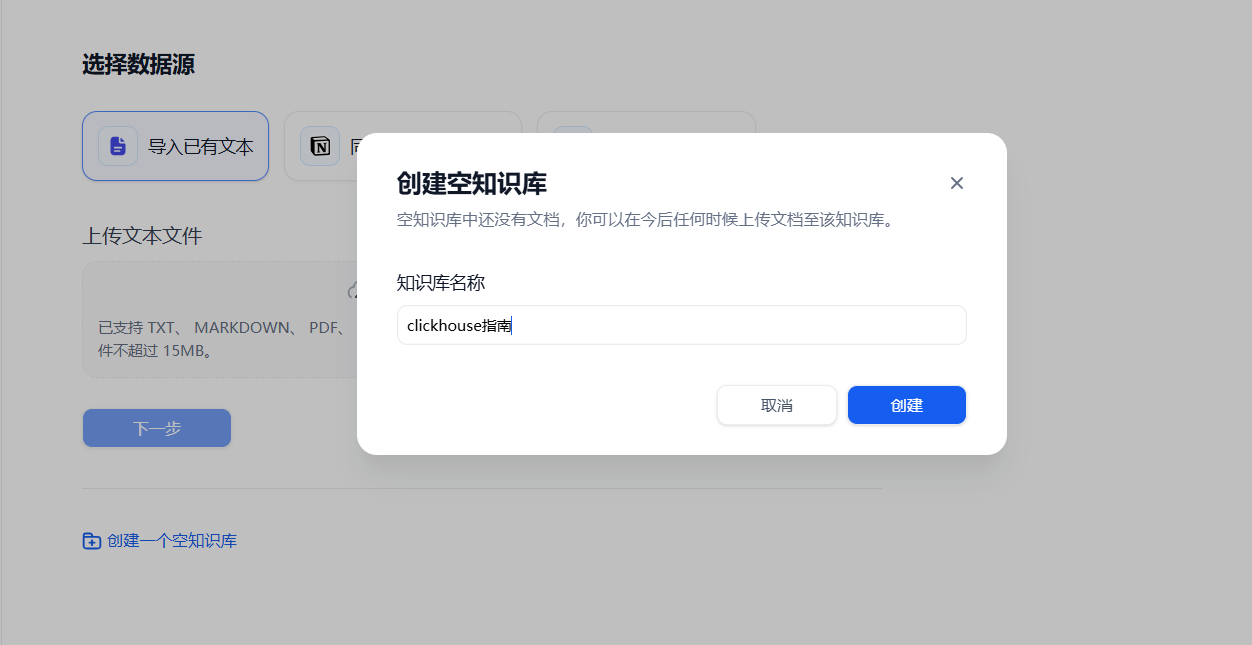 选择数据源
导入已有文本
创建空知识库
空知识库中还没有文档，你可以在今后任何时候上传文档至该知识库。
上传文本文件
知识库名称
clickhouse指南
已支持 TXT、 MARKDOWN、 PDF、
件不超过 15MB。
取消
创建
下一步
创建一个空知识库